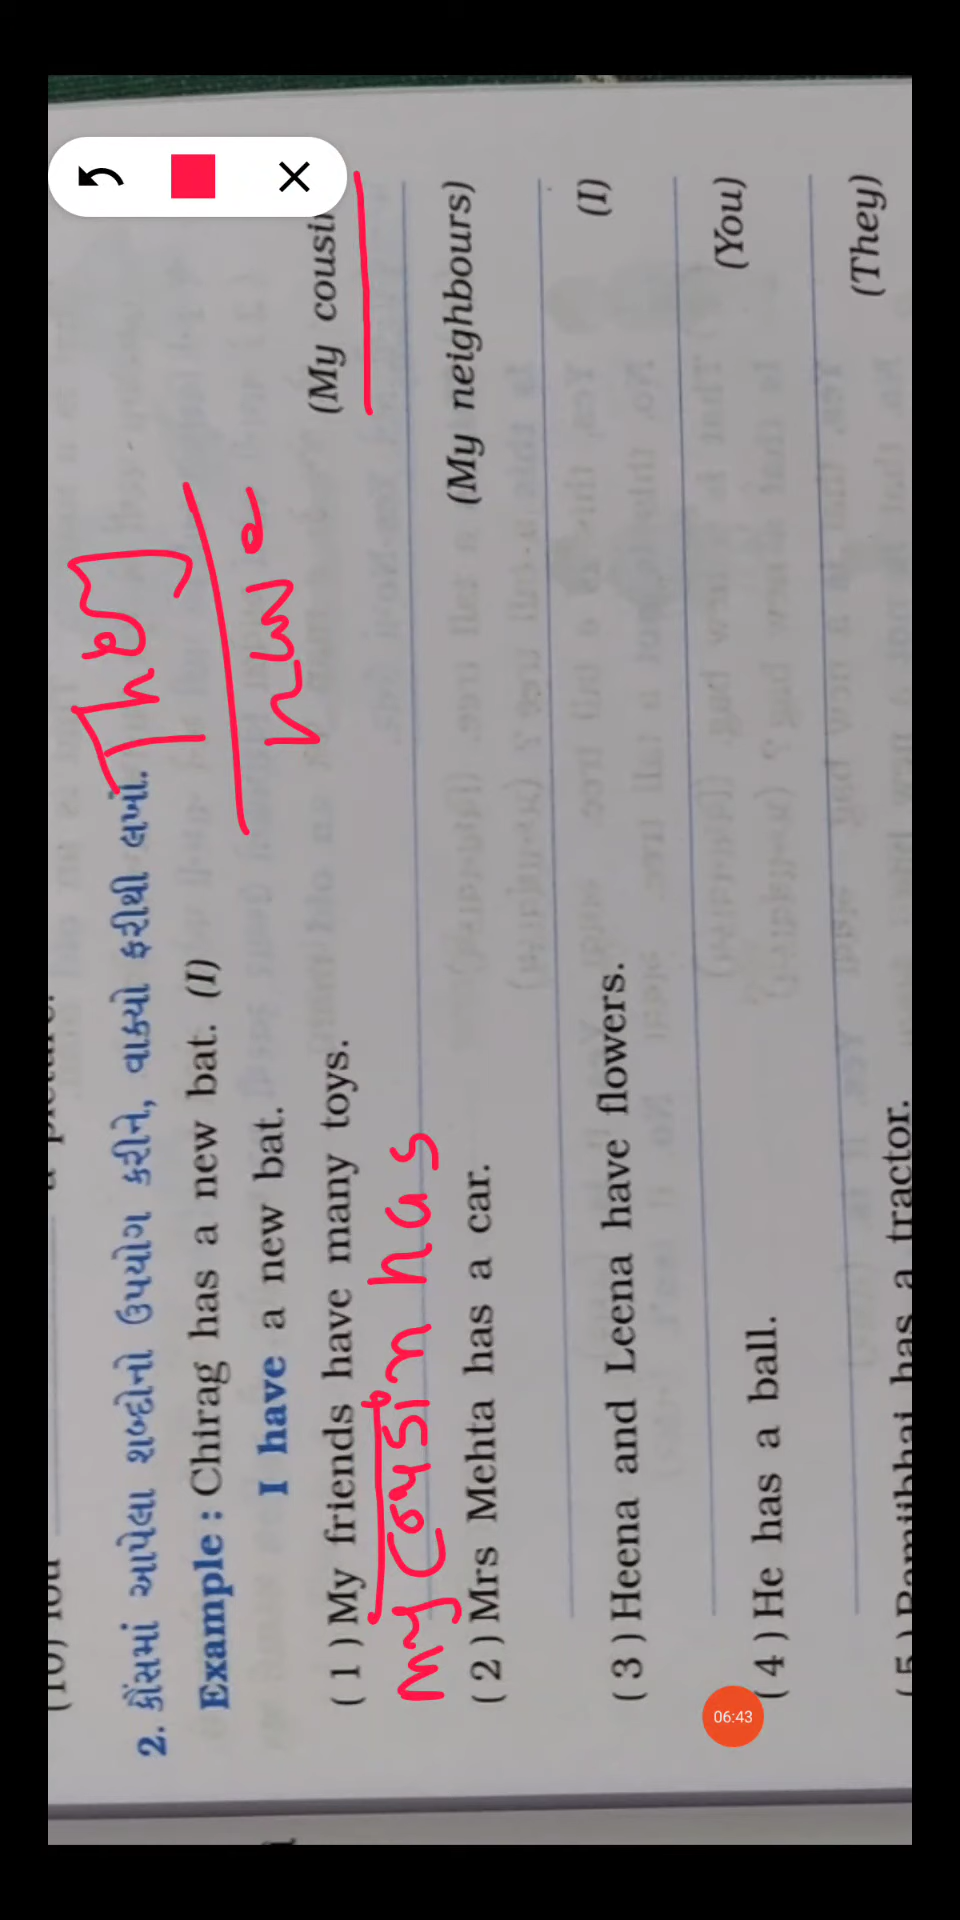 2. કૌંસમાં આપેલા શબ્દોનો ઉપયોગ કરીને, વાક્યો ફરીથી લખો.
Example : Chirag has a new bat. (I)
I have a new bat.
( 1 ) My friends have many toys. (My
My cousin has
( 2 ) Mrs Mehta has a car. (My neighbours)
( 3 ) Heena and Leena have flowers. (I)
( 4 ) He has a ball. (You)
has a tractor. (They)
06:43